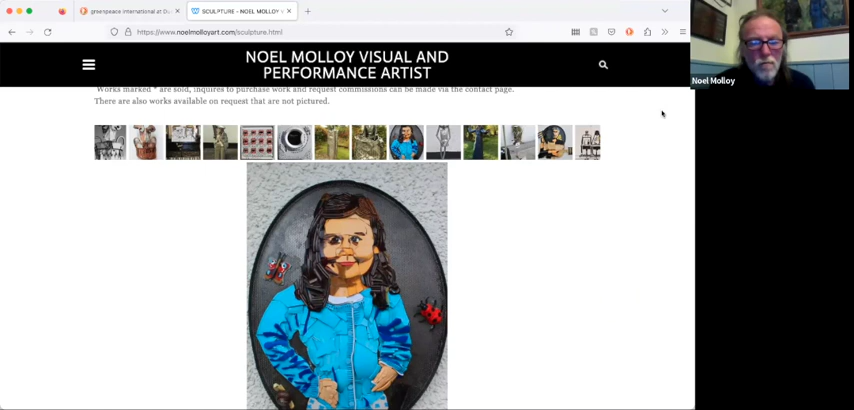 greenpeace international at Du
SCULPTURE - NOEL MOLLOY V
https://www.noelmolloyart.com/sculpture.html
NOEL MOLLOY VISUAL AND
PERFORMANCE ARTIST
Works marked * are sold, inquires to purchase work and request commissions can be made via the contact page.
There are also works available on request that are not pictured.
Noel Molloy